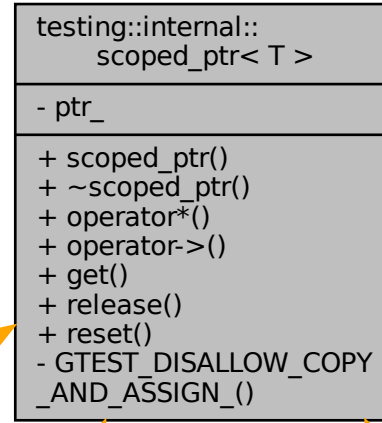 testing::internal::
scoped_ptr< T >
- ptr_
+ scoped_ptr()
+ ~scoped_ptr()
+ operator*()
+ operator->()
+ get()
+ release()
+ reset()
- GTEST_DISALLOW_COPY
_AND_ASSIGN_()